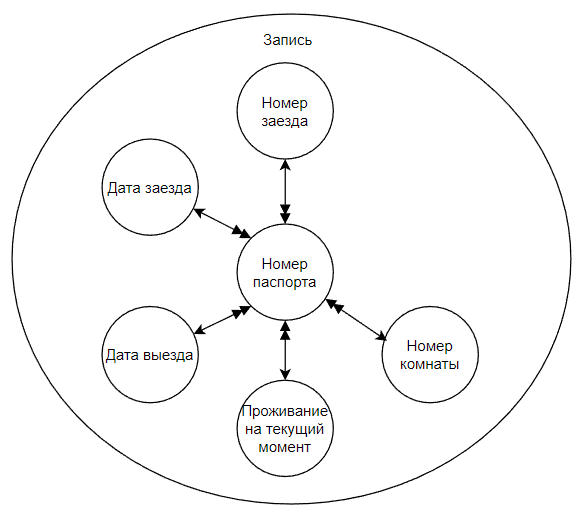 Запись
Номер
заезда
Дата заезда
Номер
паспорта
Дата выезда
Номер
комнаты
Проживание
на текущий
момент